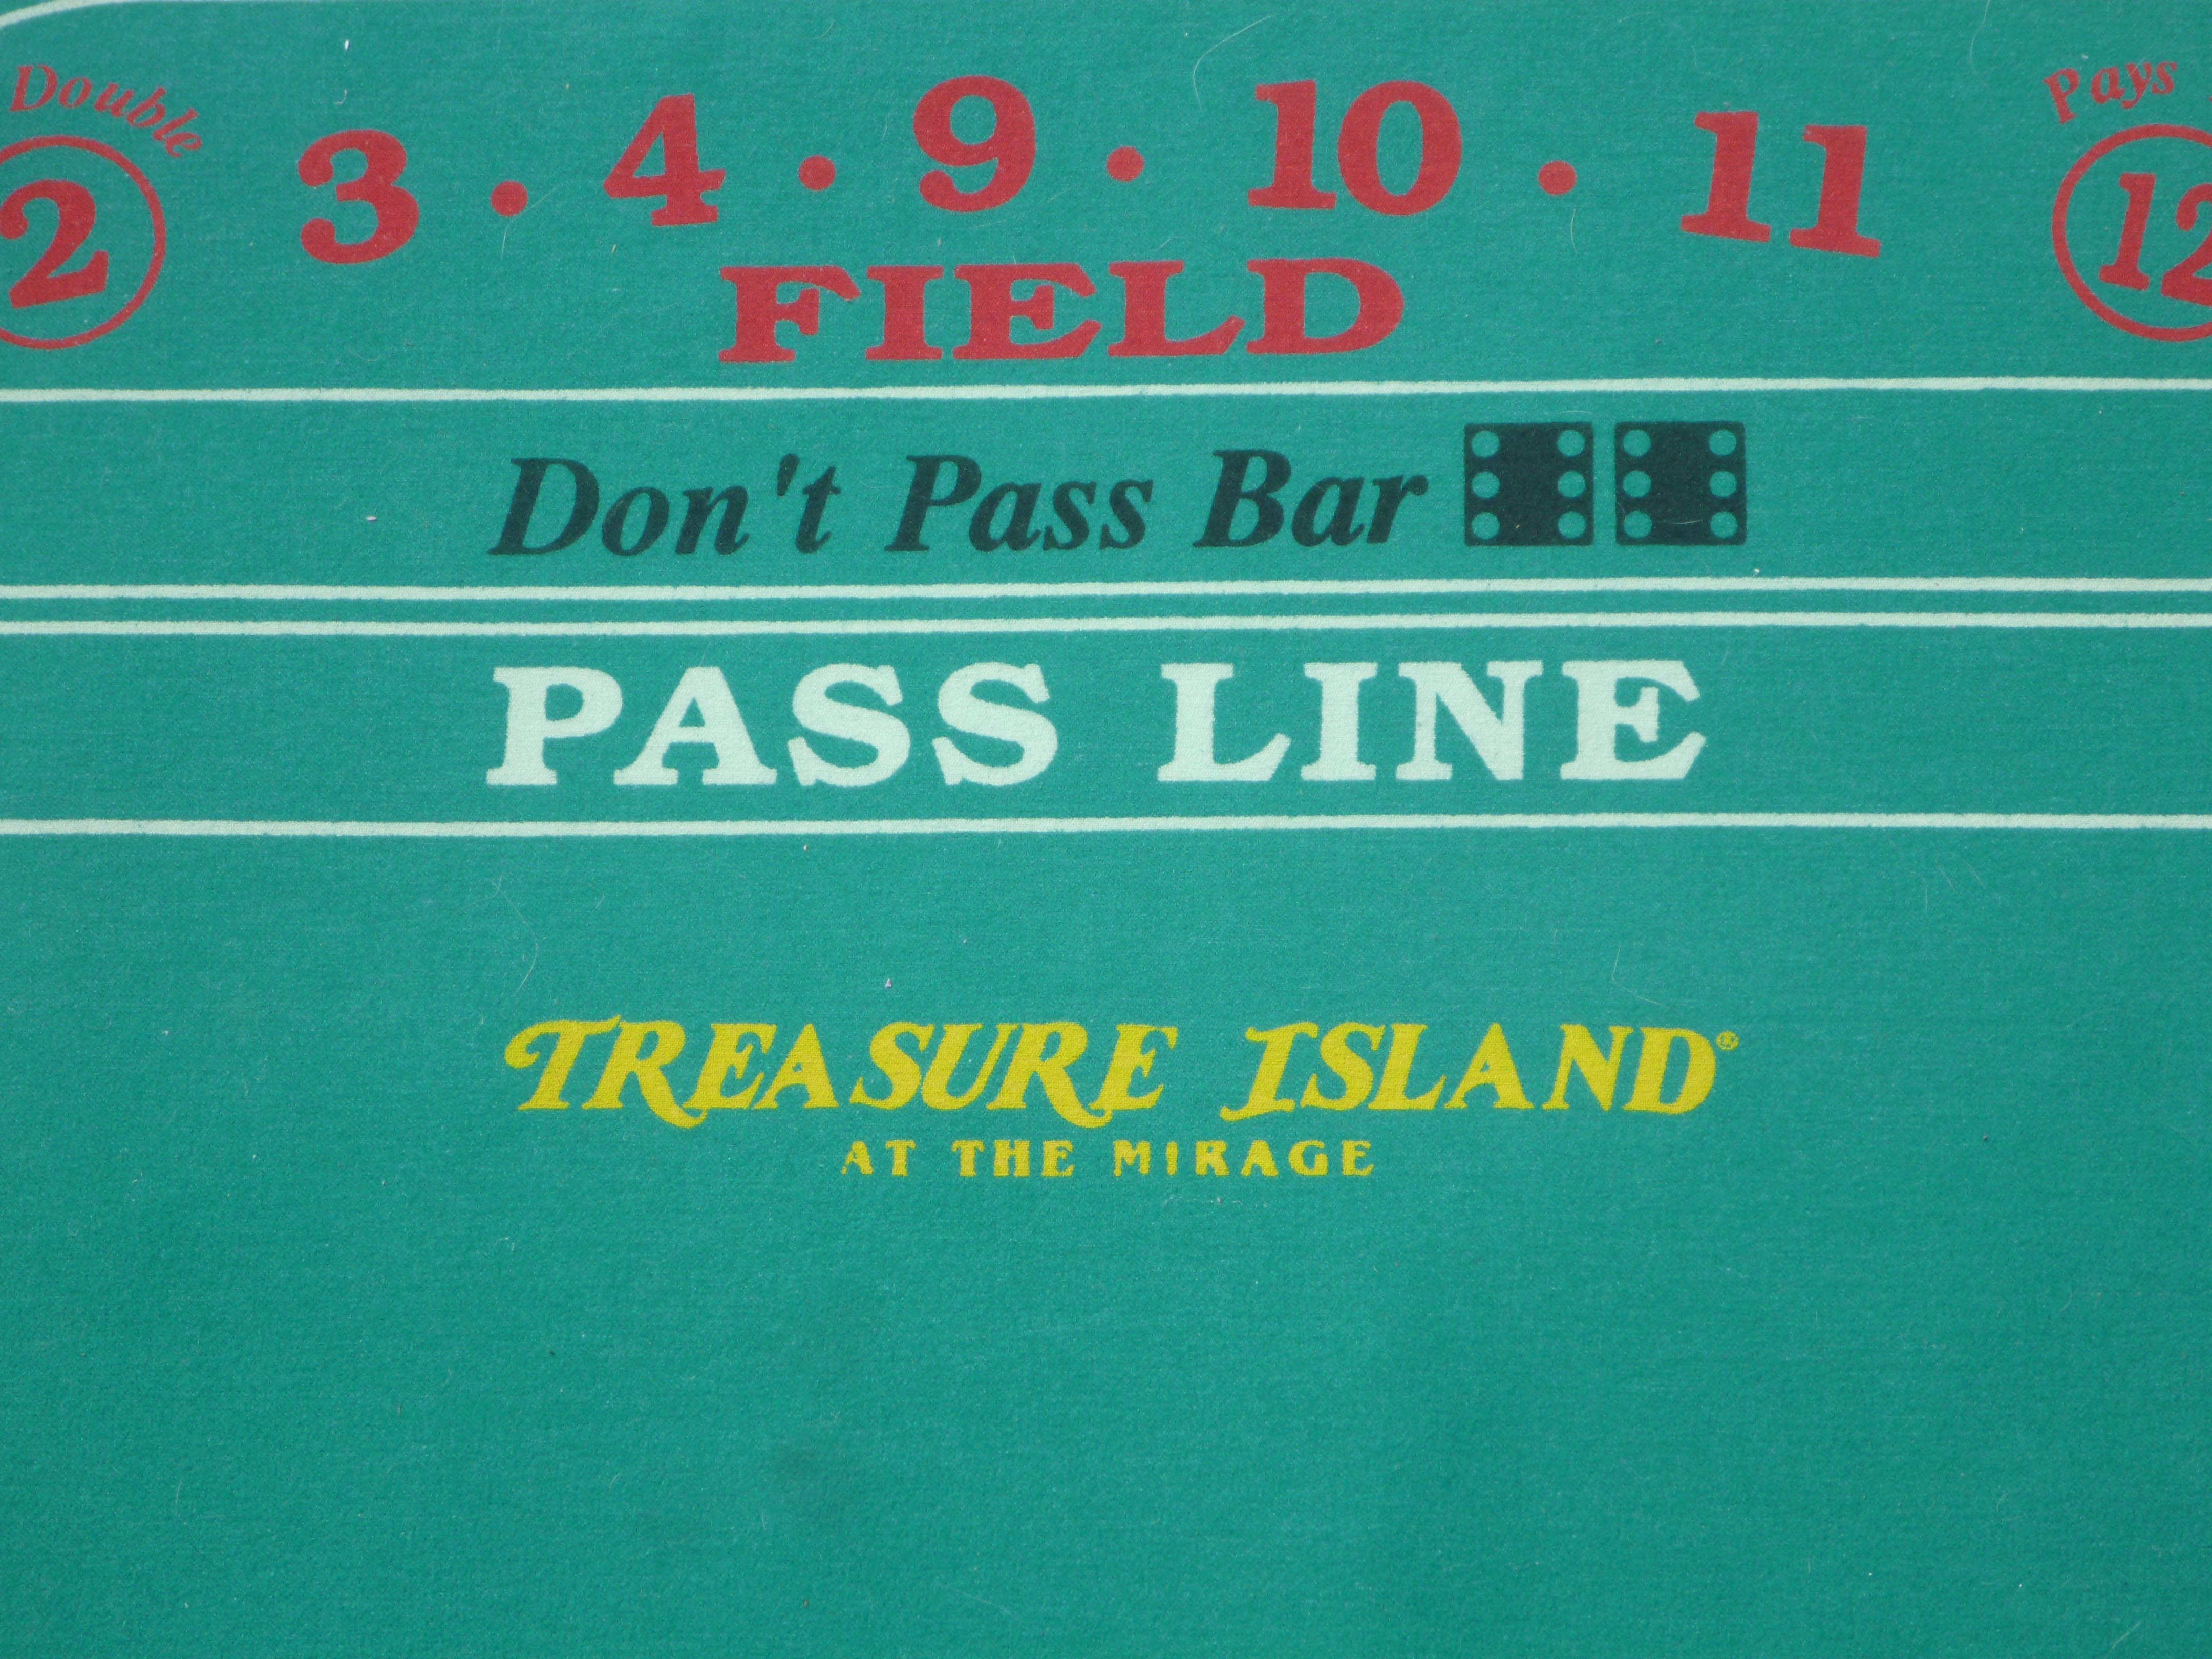 Double Pays
2 3 • 4 • 9 • 10 • 11 12
FIELD
Don't Pass Bar
PASS LINE
TREASURE ISLAND®
AT THE MIRAGE